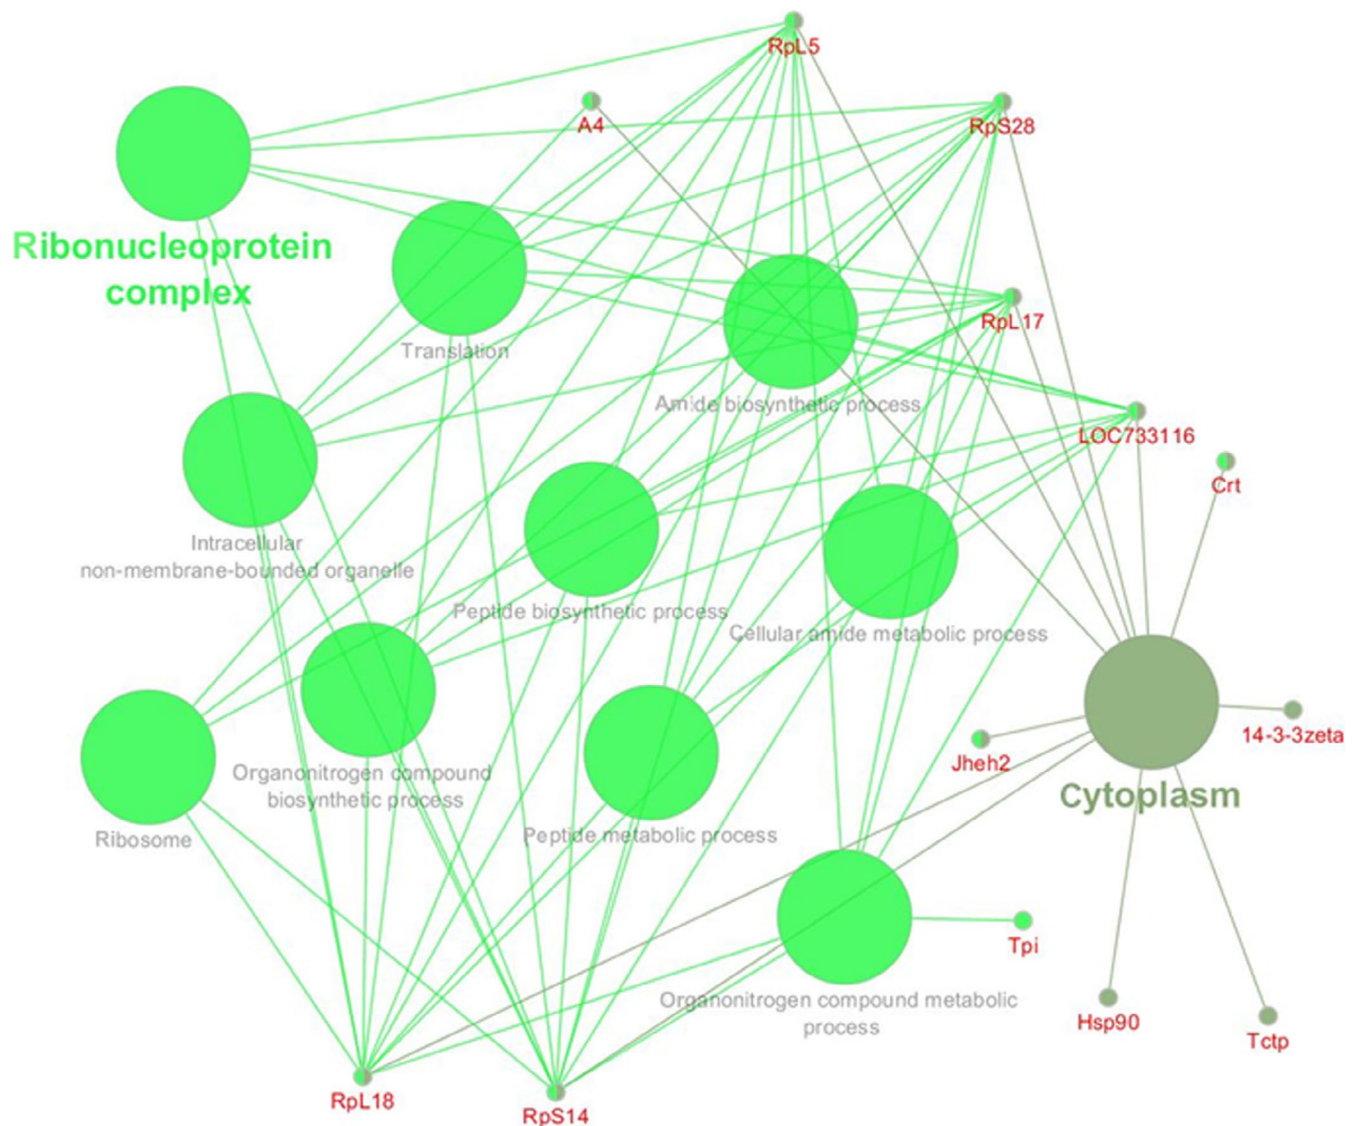 RpL5
A4
RpS28
Ribonucleoprotein
complex
RpL17
Translation
Amide biosynthetic process
LOC733116
Crt
Intracellular
non-membrane-bounded organelle
Peptide biosynthetic process
Cellular amide metabolic process
14-3-3zeta
Jheh2
Cytoplasm
Organonitrogen compound
biosynthetic process
Ribosome
Peptide metabolic process
Tpi
Organonitrogen compound metabolic
process
Hsp90
Tctp
RpL18
RpS14